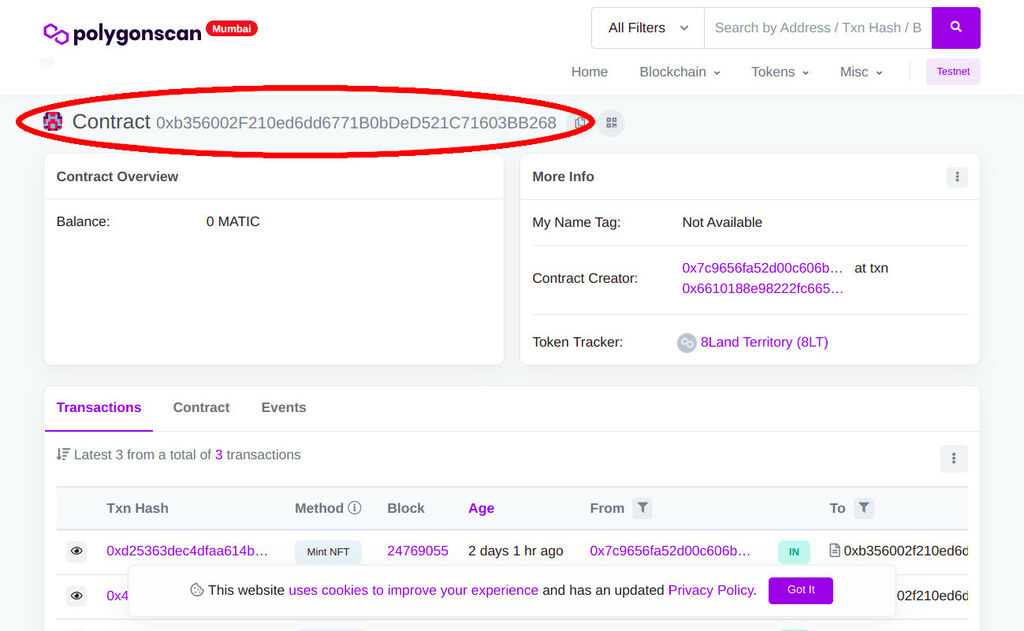 polygonscan Mumbai
All Filters Search by Address / Txn Hash / B
Home Blockchain Tokens Misc Testnet
Contract 0xb356002F210ed6dd6771B0bDeD521C71603BB268
Contract Overview
Balance: 0 MATIC
More Info
My Name Tag: Not Available
Contract Creator: 0x7c9656fa52d00c606b... at txn
0x6610188e98222fc665...
Token Tracker: 8Land Territory (8LT)
Transactions Contract Events
Latest 3 from a total of 3 transactions
Txn Hash Method Block Age From To
0xd25363dec4dfaa614b... Mint NFT 24769055 2 days 1 hr ago 0x7c9656fa52d00c606b... IN 0xb356002f210ed6d
0x4 02f210ed6d
This website uses cookies to improve your experience and has an updated Privacy Policy. Got It